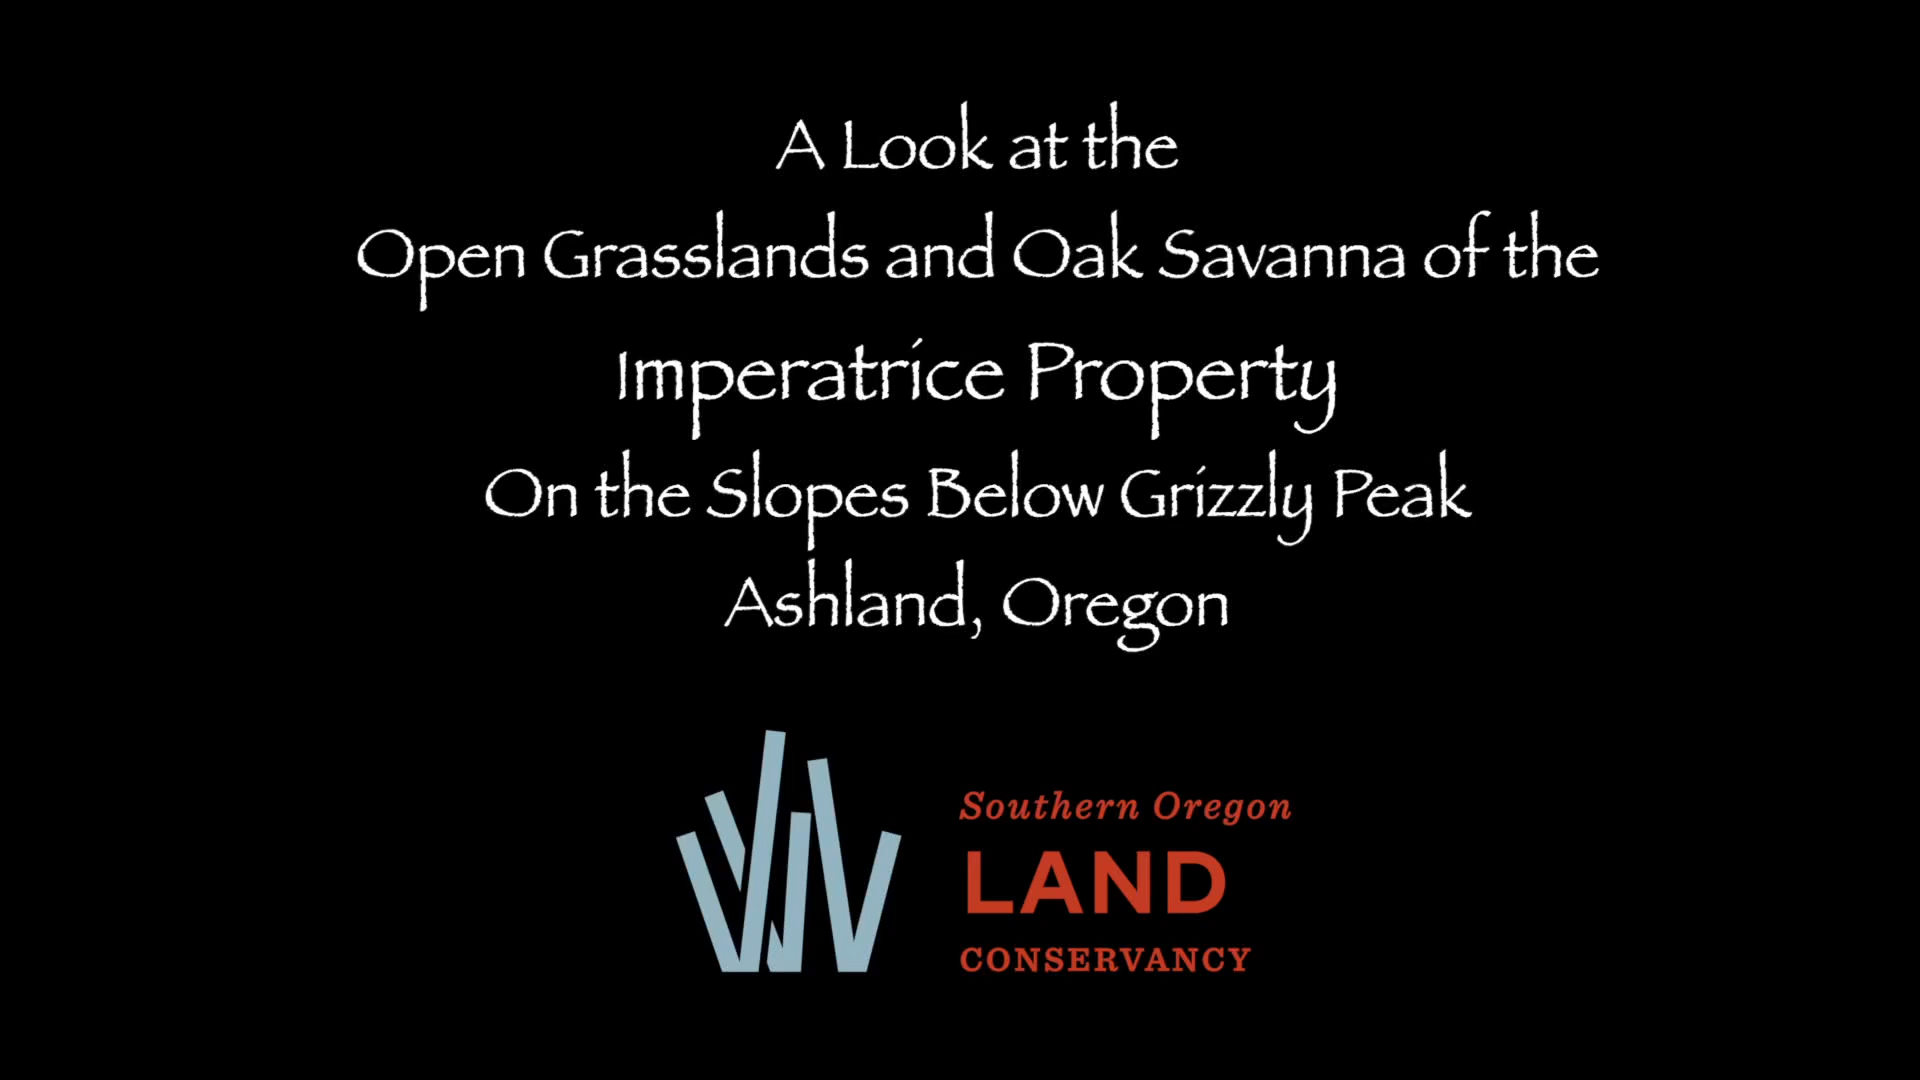 A Look at the
Open Grasslands and Oak Savanna of the
Imperatrice Property
On the Slopes Below Grizzly Peak
Ashland, Oregon
Southern Oregon
LAND
CONSERVANCY